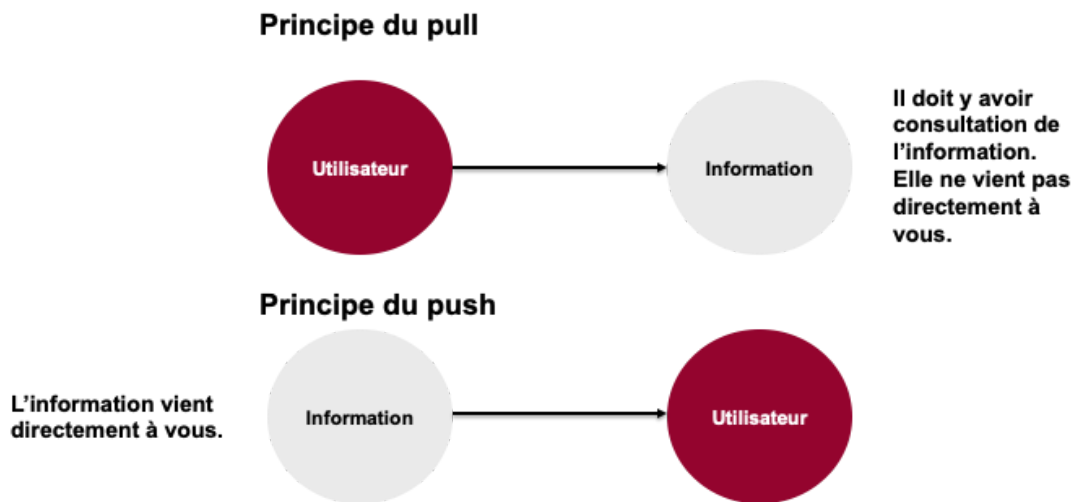 Principe du pull
Utilisateur
Information
Il doit y avoir
consultation de
l'information.
Elle ne vient pas
directement à
vous.
Principe du push
L'information vient
directement à vous.
Information
Utilisateur